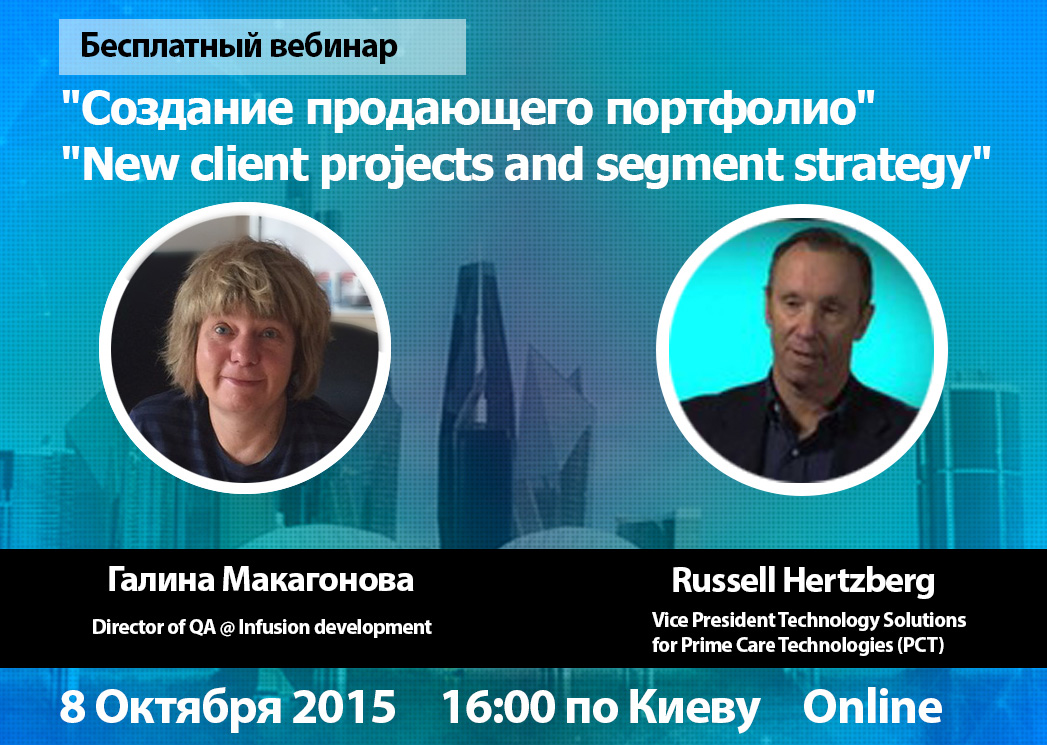 Бесплатный вебинар
"Создание продающего портфолио"
"New client projects and segment strategy"
Галина Макагонова
Director of QA @ Infusion development
Russell Hertzberg
Vice President Technology Solutions
for Prime Care Technologies (PCT)
8 Октября 2015 16:00 по Киеву Online